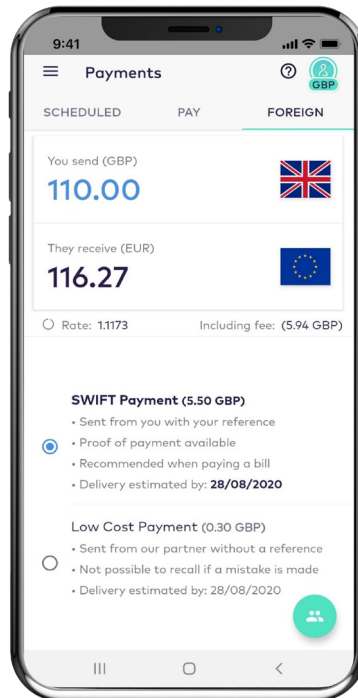 9:41
Payments
GBP
SCHEDULED PAY FOREIGN
You send (GBP)
110.00
They receive (EUR)
116.27
Rate: 1.1173 Including fee: (5.94 GBP)
SWIFT Payment (5.50 GBP)
• Sent from you with your reference
• Proof of payment available
• Recommended when paying a bill
• Delivery estimated by: 28/08/2020
Low Cost Payment (0.30 GBP)
• Sent from our partner without a reference
• Not possible to recall if a mistake is made
• Delivery estimated by: 28/08/2020